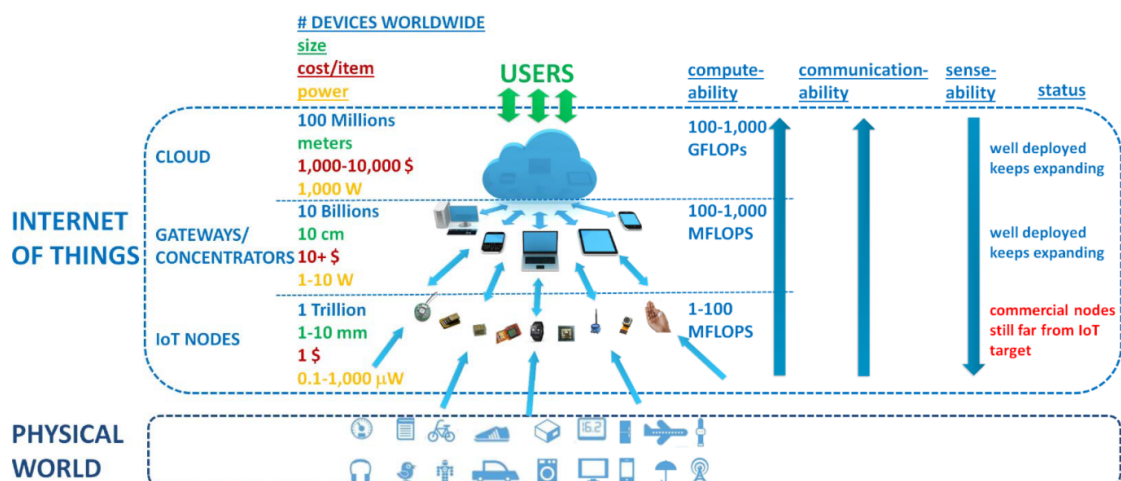 # DEVICES WORLDWIDE
size
cost/item
power
USERS
compute-
ability
communication-
ability
sense-
ability
status
INTERNET
OF THINGS
CLOUD
100 Millions
meters
1,000-10,000 $
1,000 W
100-1,000
GFLOPs
well deployed
keeps expanding
GATEWAYS/
CONCENTRATORS
10 Billions
10 cm
10+ $
1-10 W
100-1,000
MFLOPS
well deployed
keeps expanding
IoT NODES
1 Trillion
1-10 mm
1 $
0.1-1,000 μW
1-100
MFLOPS
commercial nodes
still far from IoT
target
PHYSICAL
WORLD
16.2